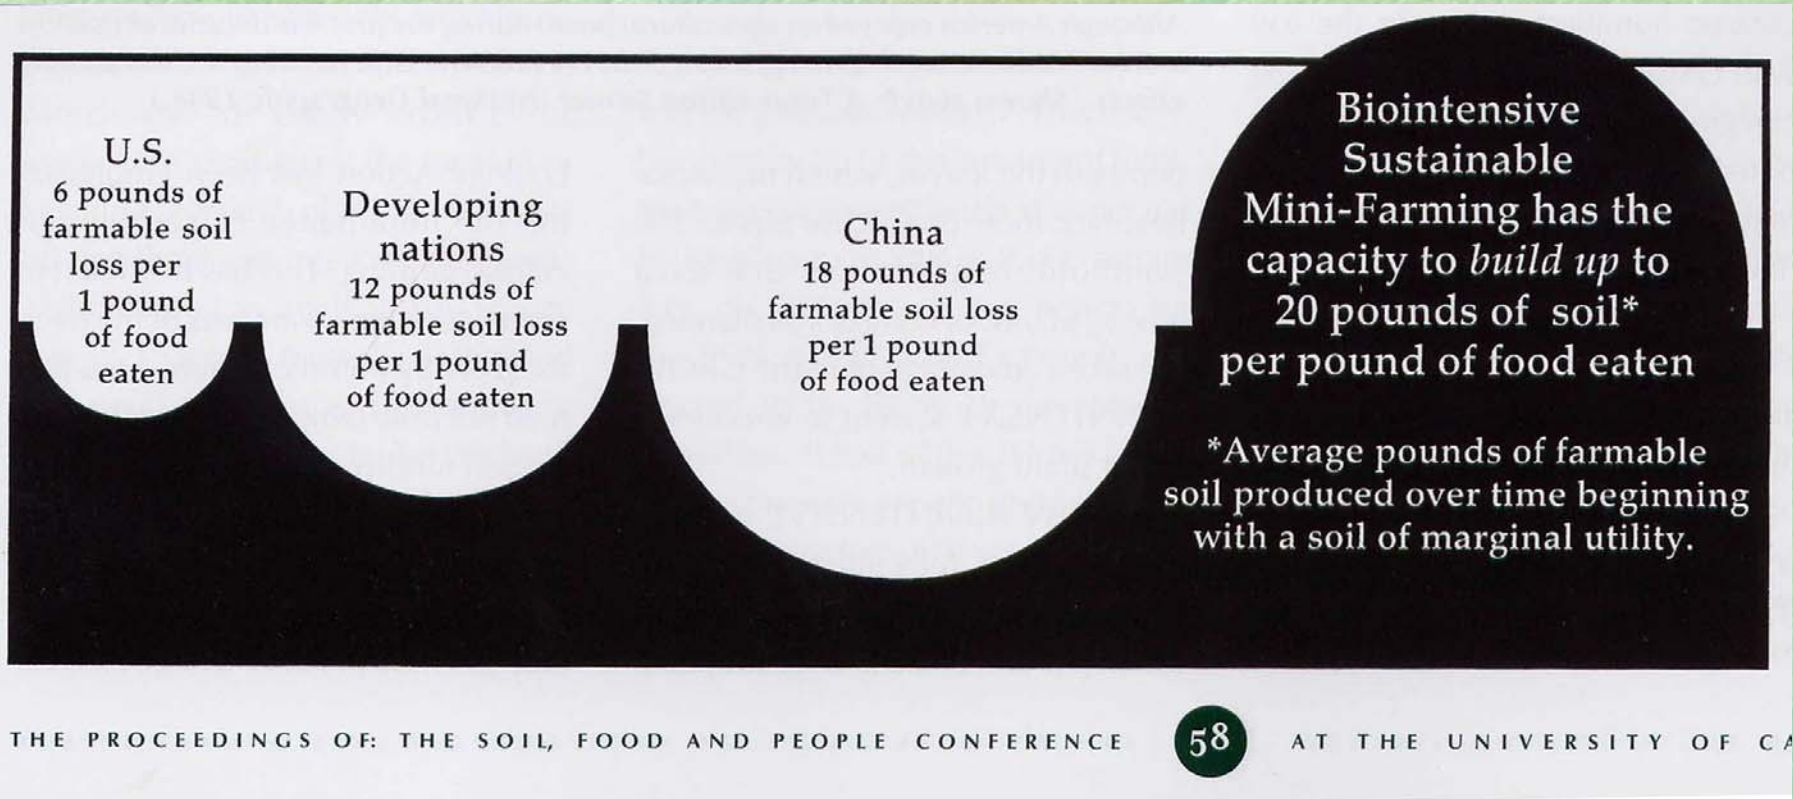 U.S.
6 pounds of
farmable soil
loss per
1 pound
of food
eaten
Developing
nations
12 pounds of
farmable soil loss
per 1 pound
of food eaten
China
18 pounds of
farmable soil loss
per 1 pound
of food eaten
Biointensive
Sustainable
Mini-Farming has the
capacity to build up to
20 pounds of soil*
per pound of food eaten
*Average pounds of farmable
soil produced over time beginning
with a soil of marginal utility.
THE PROCEEDINGS OF: THE SOIL, FOOD AND PEOPLE CONFERENCE 58 AT THE UNIVERSITY OF CA